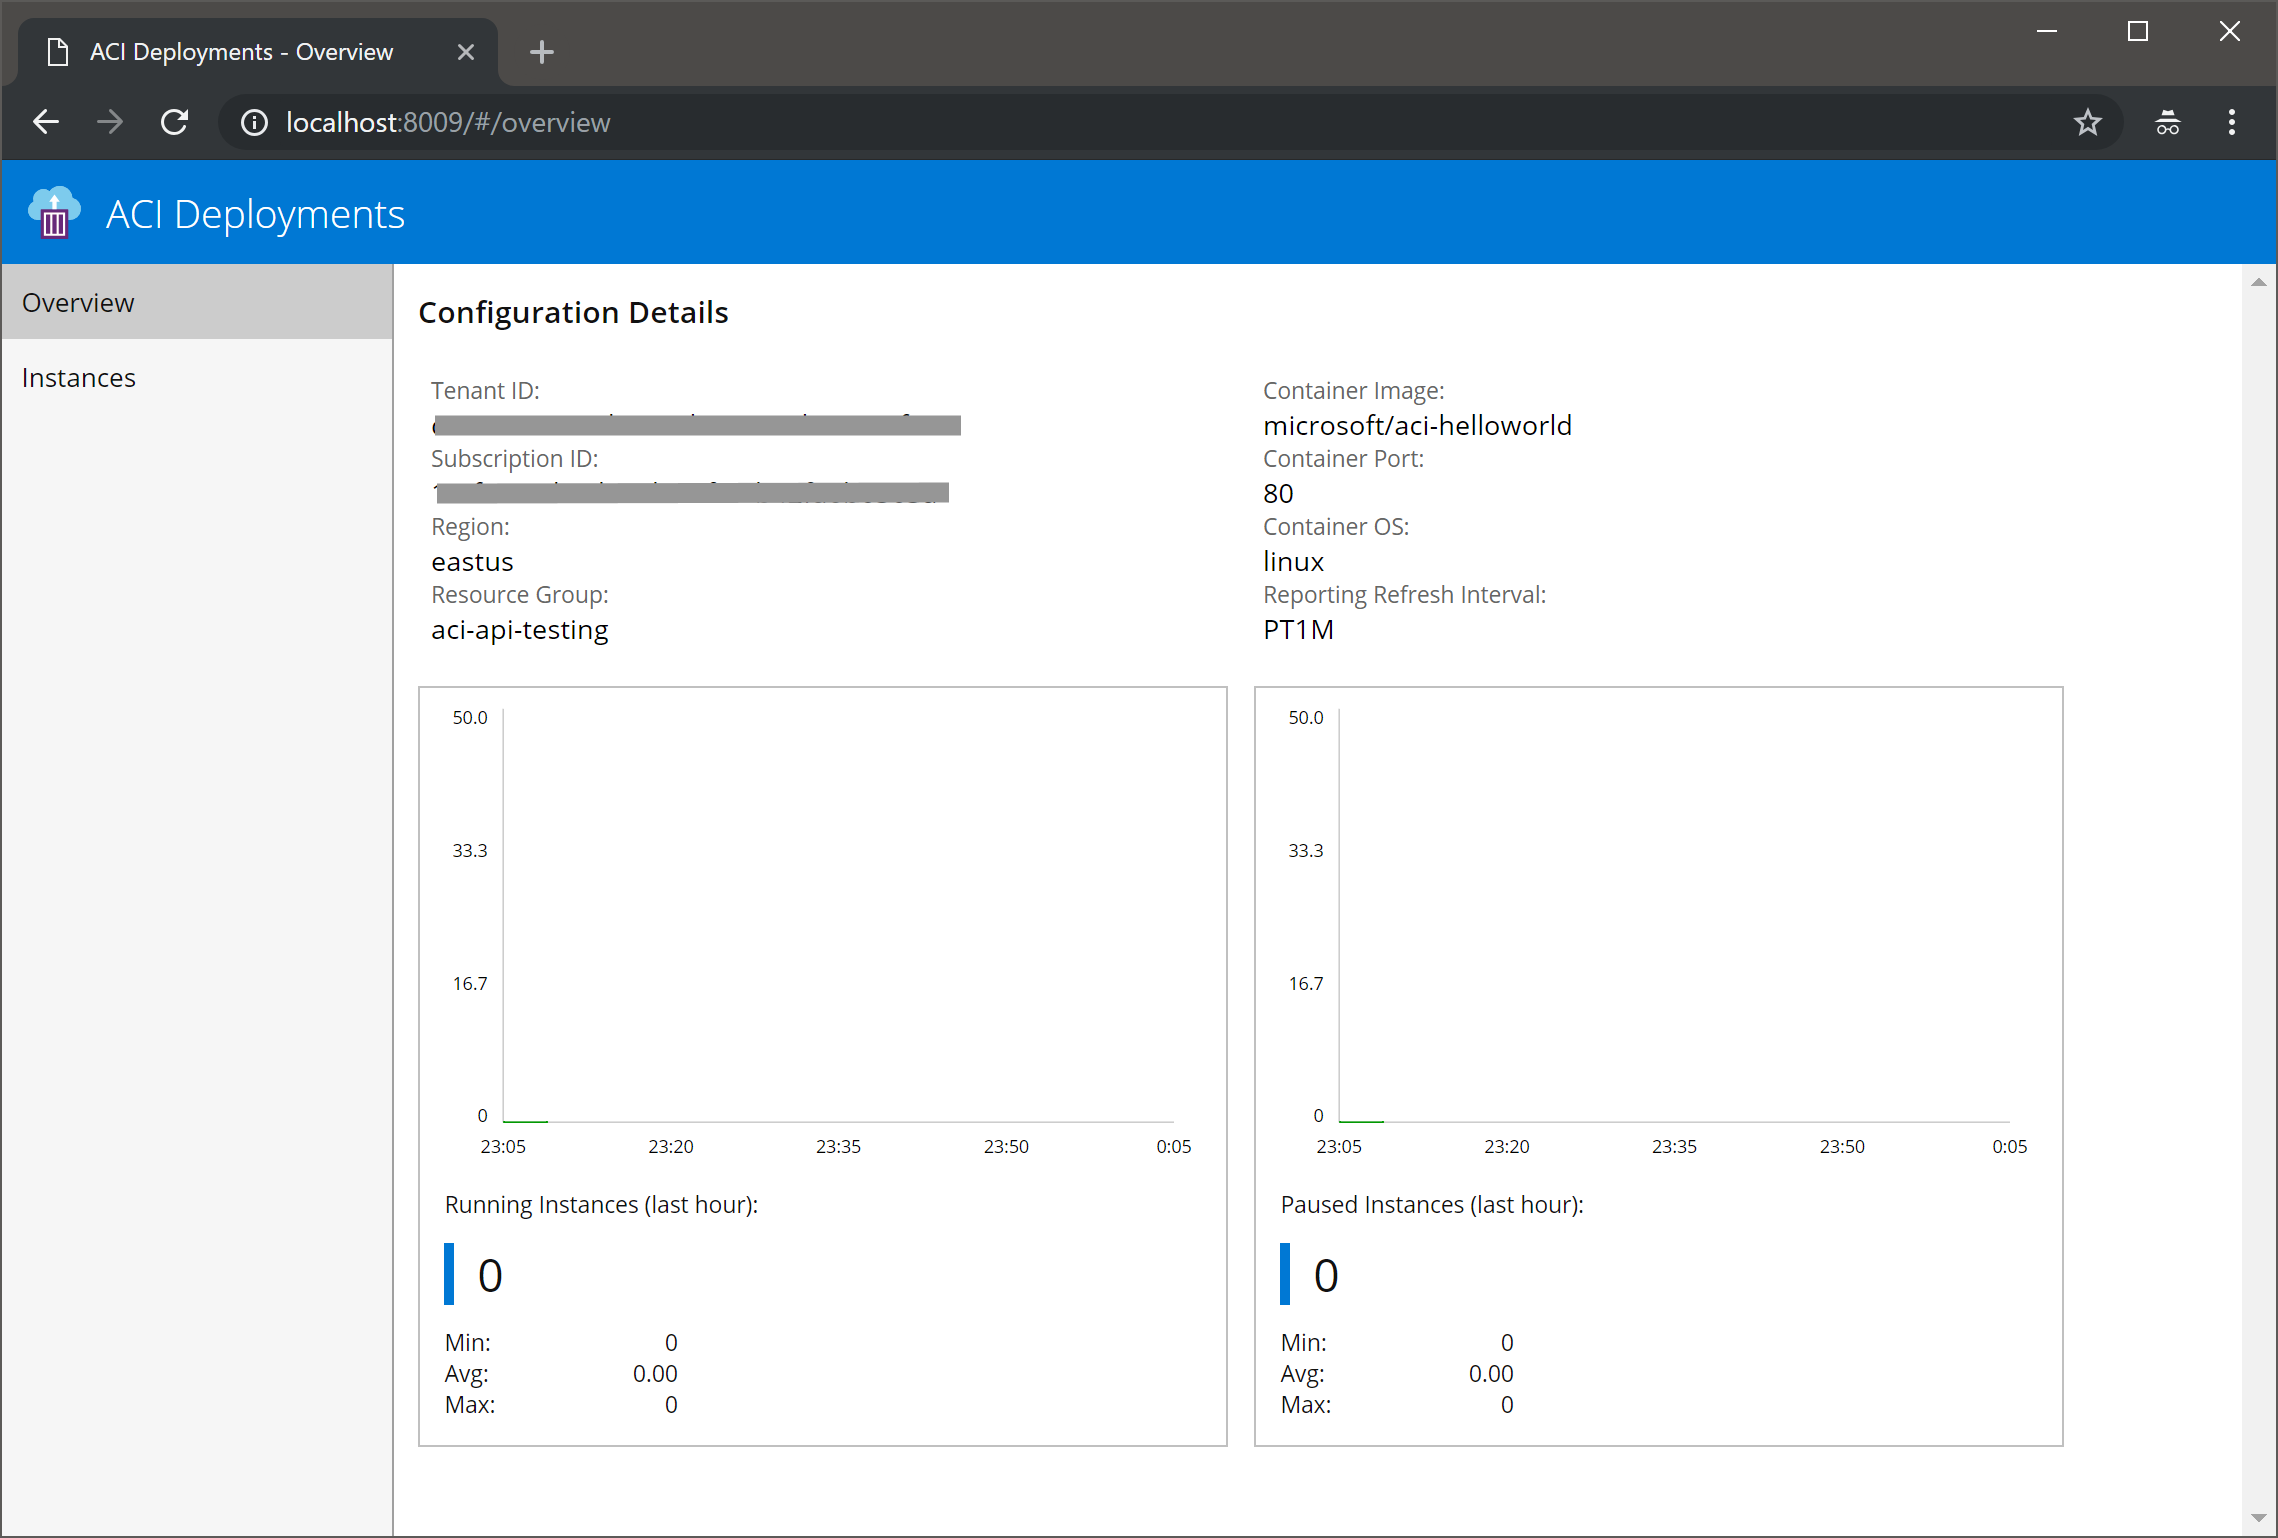 ACI Deployments - Overview
localhost:8009/#/overview
ACI Deployments
Overview
Instances
Configuration Details
Tenant ID:
Subscription ID:
Region:
eastus
Resource Group:
aci-api-testing
Container Image:
microsoft/aci-helloworld
Container Port:
80
Container OS:
linux
Reporting Refresh Interval:
PT1M
50.0
33.3
16.7
0
23:05 23:20 23:35 23:50 0:05
Running Instances (last hour):
0
Min: 0
Avg: 0.00
Max: 0
50.0
33.3
16.7
0
23:05 23:20 23:35 23:50 0:05
Paused Instances (last hour):
0
Min: 0
Avg: 0.00
Max: 0